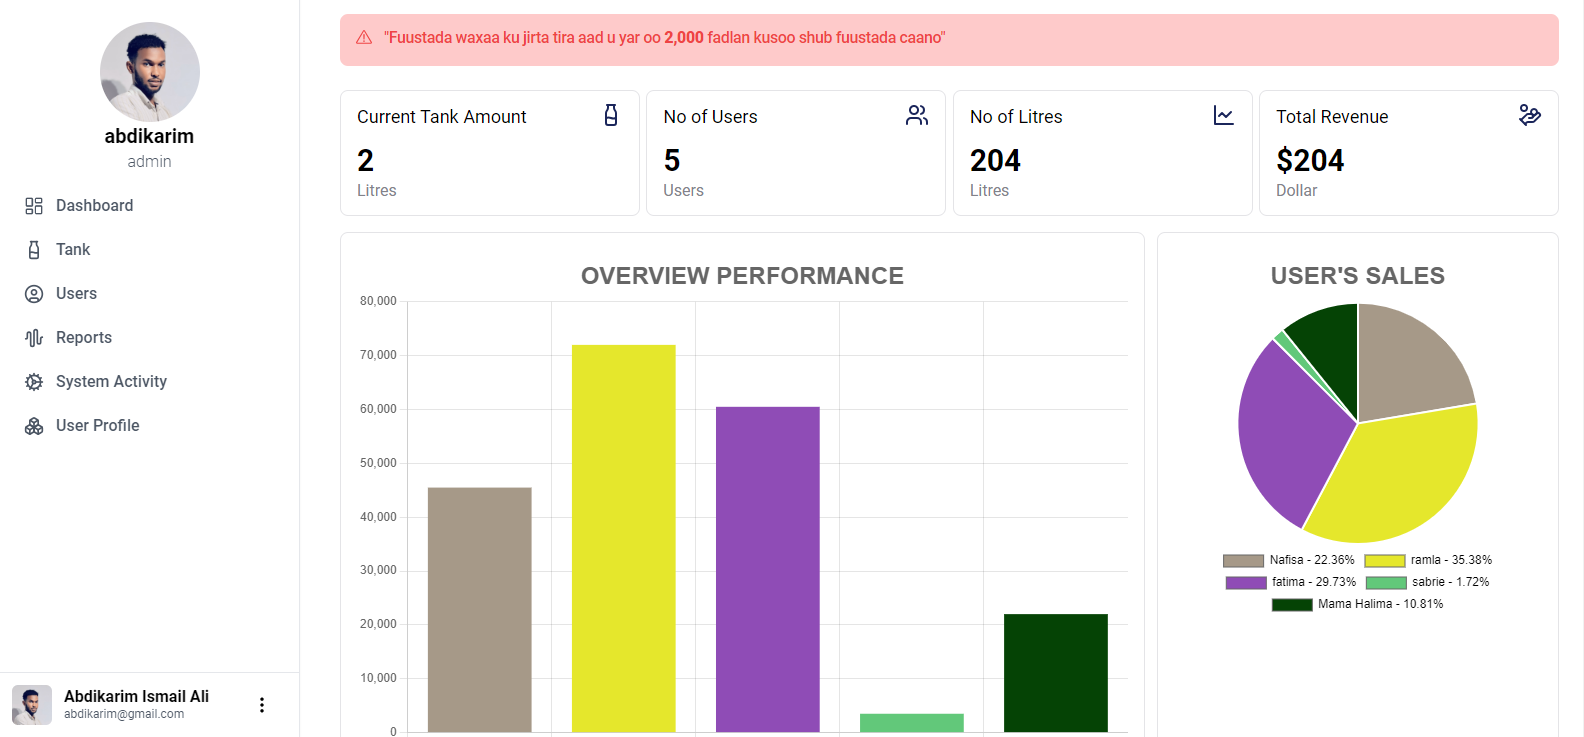 abdikarim
admin
Dashboard
Tank
Users
Reports
System Activity
User Profile
Abdikarim Ismail Ali
abdikarim@gmail.com
"Fuustada waxaa ku jirta tira aad u yar oo 2,000 fadlan kusoo shub fuustada caano"
Current Tank Amount
2
Litres
No of Users
5
Users
No of Litres
204
Litres
Total Revenue
$204
Dollar
OVERVIEW PERFORMANCE
80,000
70,000
60,000
50,000
40,000
30,000
20,000
10,000
0
USER'S SALES
Nafisa - 22.36% ramla - 35.38%
fatima - 29.73% sabrie - 1.72%
Mama Halima - 10.81%